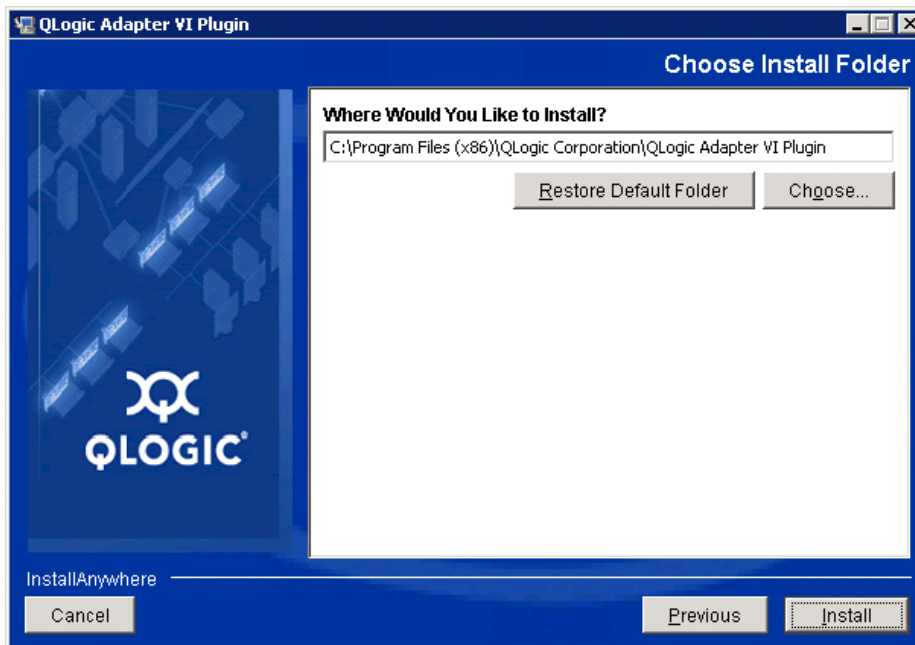 QLogic Adapter VI Plugin
Choose Install Folder
Where Would You Like to Install?
C:\Program Files (x86)\QLogic Corporation\QLogic Adapter VI Plugin
Restore Default Folder
Choose...
QLOGIC®
InstallAnywhere
Cancel
Previous
Install